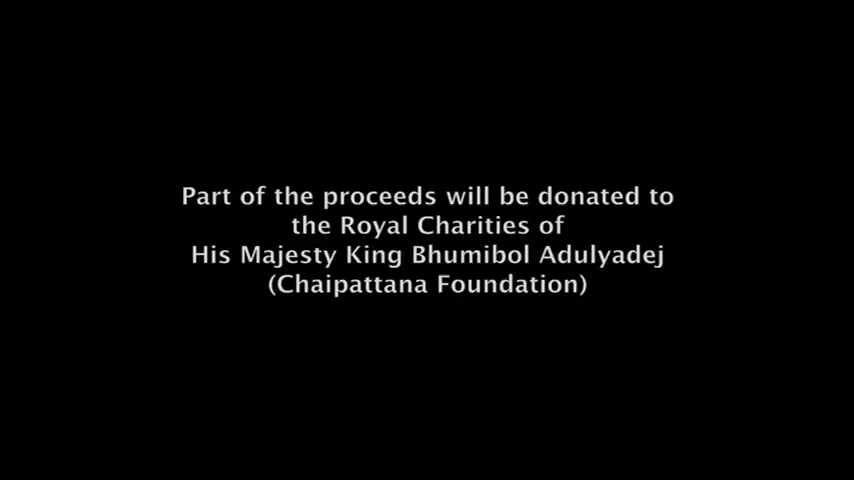 Part of the proceeds will be donated to
the Royal Charities of
His Majesty King Bhumibol Adulyadej
(Chaipattana Foundation)